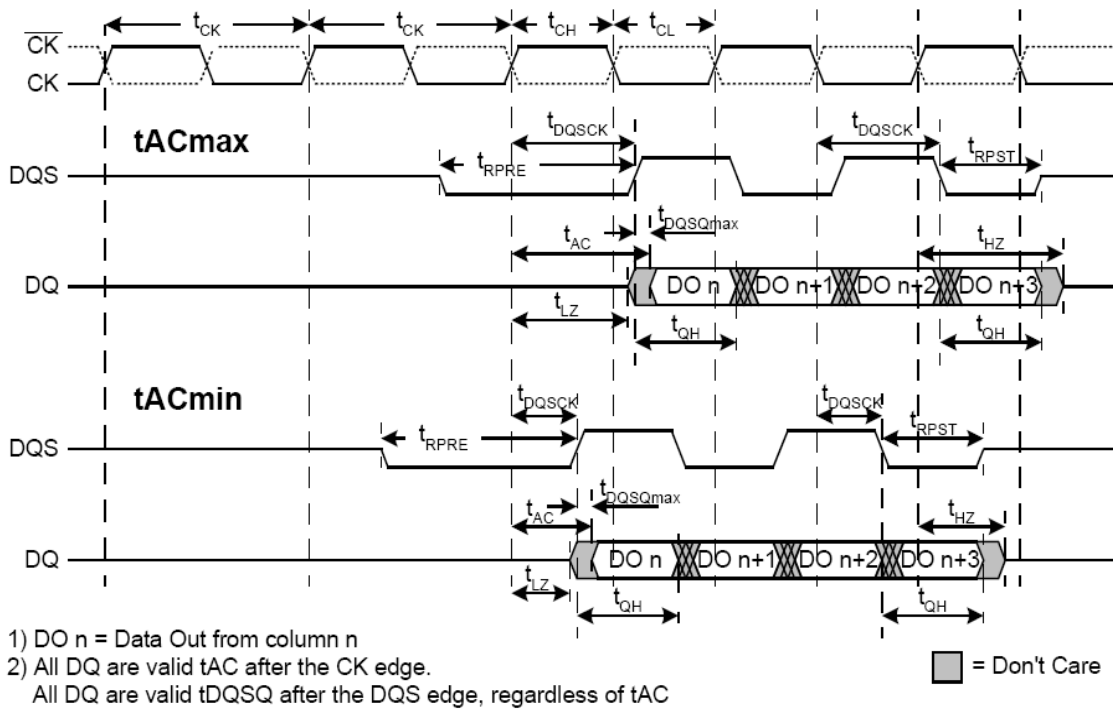 tCK tCK tCH tCL
CK
CK
tACmax
tDQSCK tDQSCK
tRPRE tRPST
DQS
tDQSQmax
tAC tHZ
DQ DO n DO n+1 DO n+2 DO n+3
tLZ
tQH tQH
tACmin
tDQSCK tDQSCK
tRPRE tRPST
DQS
tDQSQmax
tAC tHZ
DQ DO n DO n+1 DO n+2 DO n+3
tLZ
tQH tQH
1) DO n = Data Out from column n
2) All DQ are valid tAC after the CK edge.
All DQ are valid tDQSQ after the DQS edge, regardless of tAC
= Don't Care